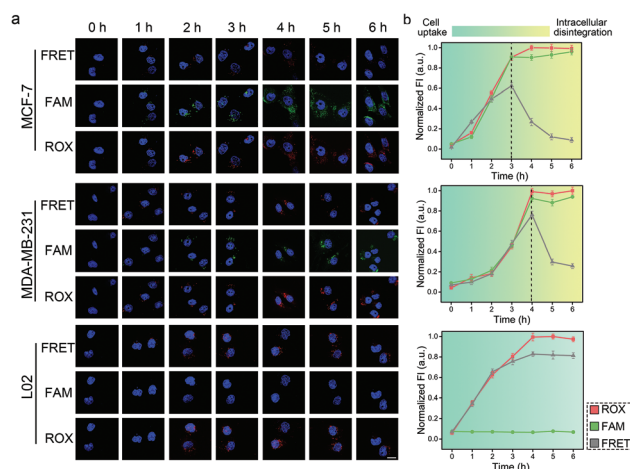 a
0 h 1 h 2 h 3 h 4 h 5 h 6 h
MCF-7
FRET
FAM
ROX
MDA-MB-231
FRET
FAM
ROX
L02
FRET
FAM
ROX
b
Cell uptake
Intracellular disintegration
Normalized FI (a.u.)
1.0
0.8
0.6
0.4
0.2
0.0
0 1 2 3 4 5 6
Time (h)
Normalized FI (a.u.)
1.0
0.8
0.6
0.4
0.2
0.0
0 1 2 3 4 5 6
Time (h)
Normalized FI (a.u.)
1.0
0.8
0.6
0.4
0.2
0.0
0 1 2 3 4 5 6
Time (h)
ROX
FAM
FRET